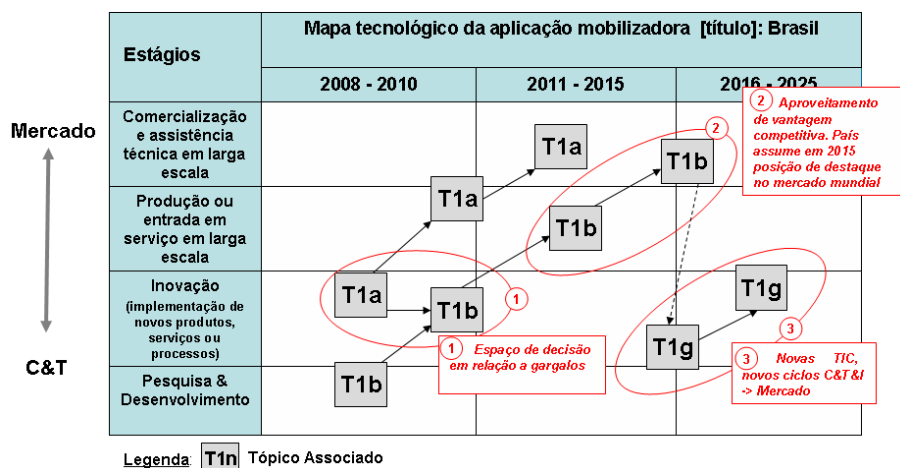 Mapa tecnológico da aplicação mobilizadora [título]: Brasil
Estágios
2008 - 2010
2011 - 2015
2016 - 2025
Mercado
C&T
Comercialização
e assistência
técnica em larga
escala
Produção ou
entrada em
serviço em larga
escala
Inovação
(implementação de
novos produtos,
serviços ou
processos)
Pesquisa &
Desenvolvimento
T1a
T1b
2
T1a
T1b
T1a
T1b
1
T1g
T1g
3
T1b
2 Aproveitamento
de vantagem
competitiva. País
assume em 2015
posição de destaque
no mercado mundial
1 Espaço de decisão
em relação a gargalos
3 Novas TIC,
novos ciclos C&T&I
-> Mercado
Legenda: T1n Tópico Associado